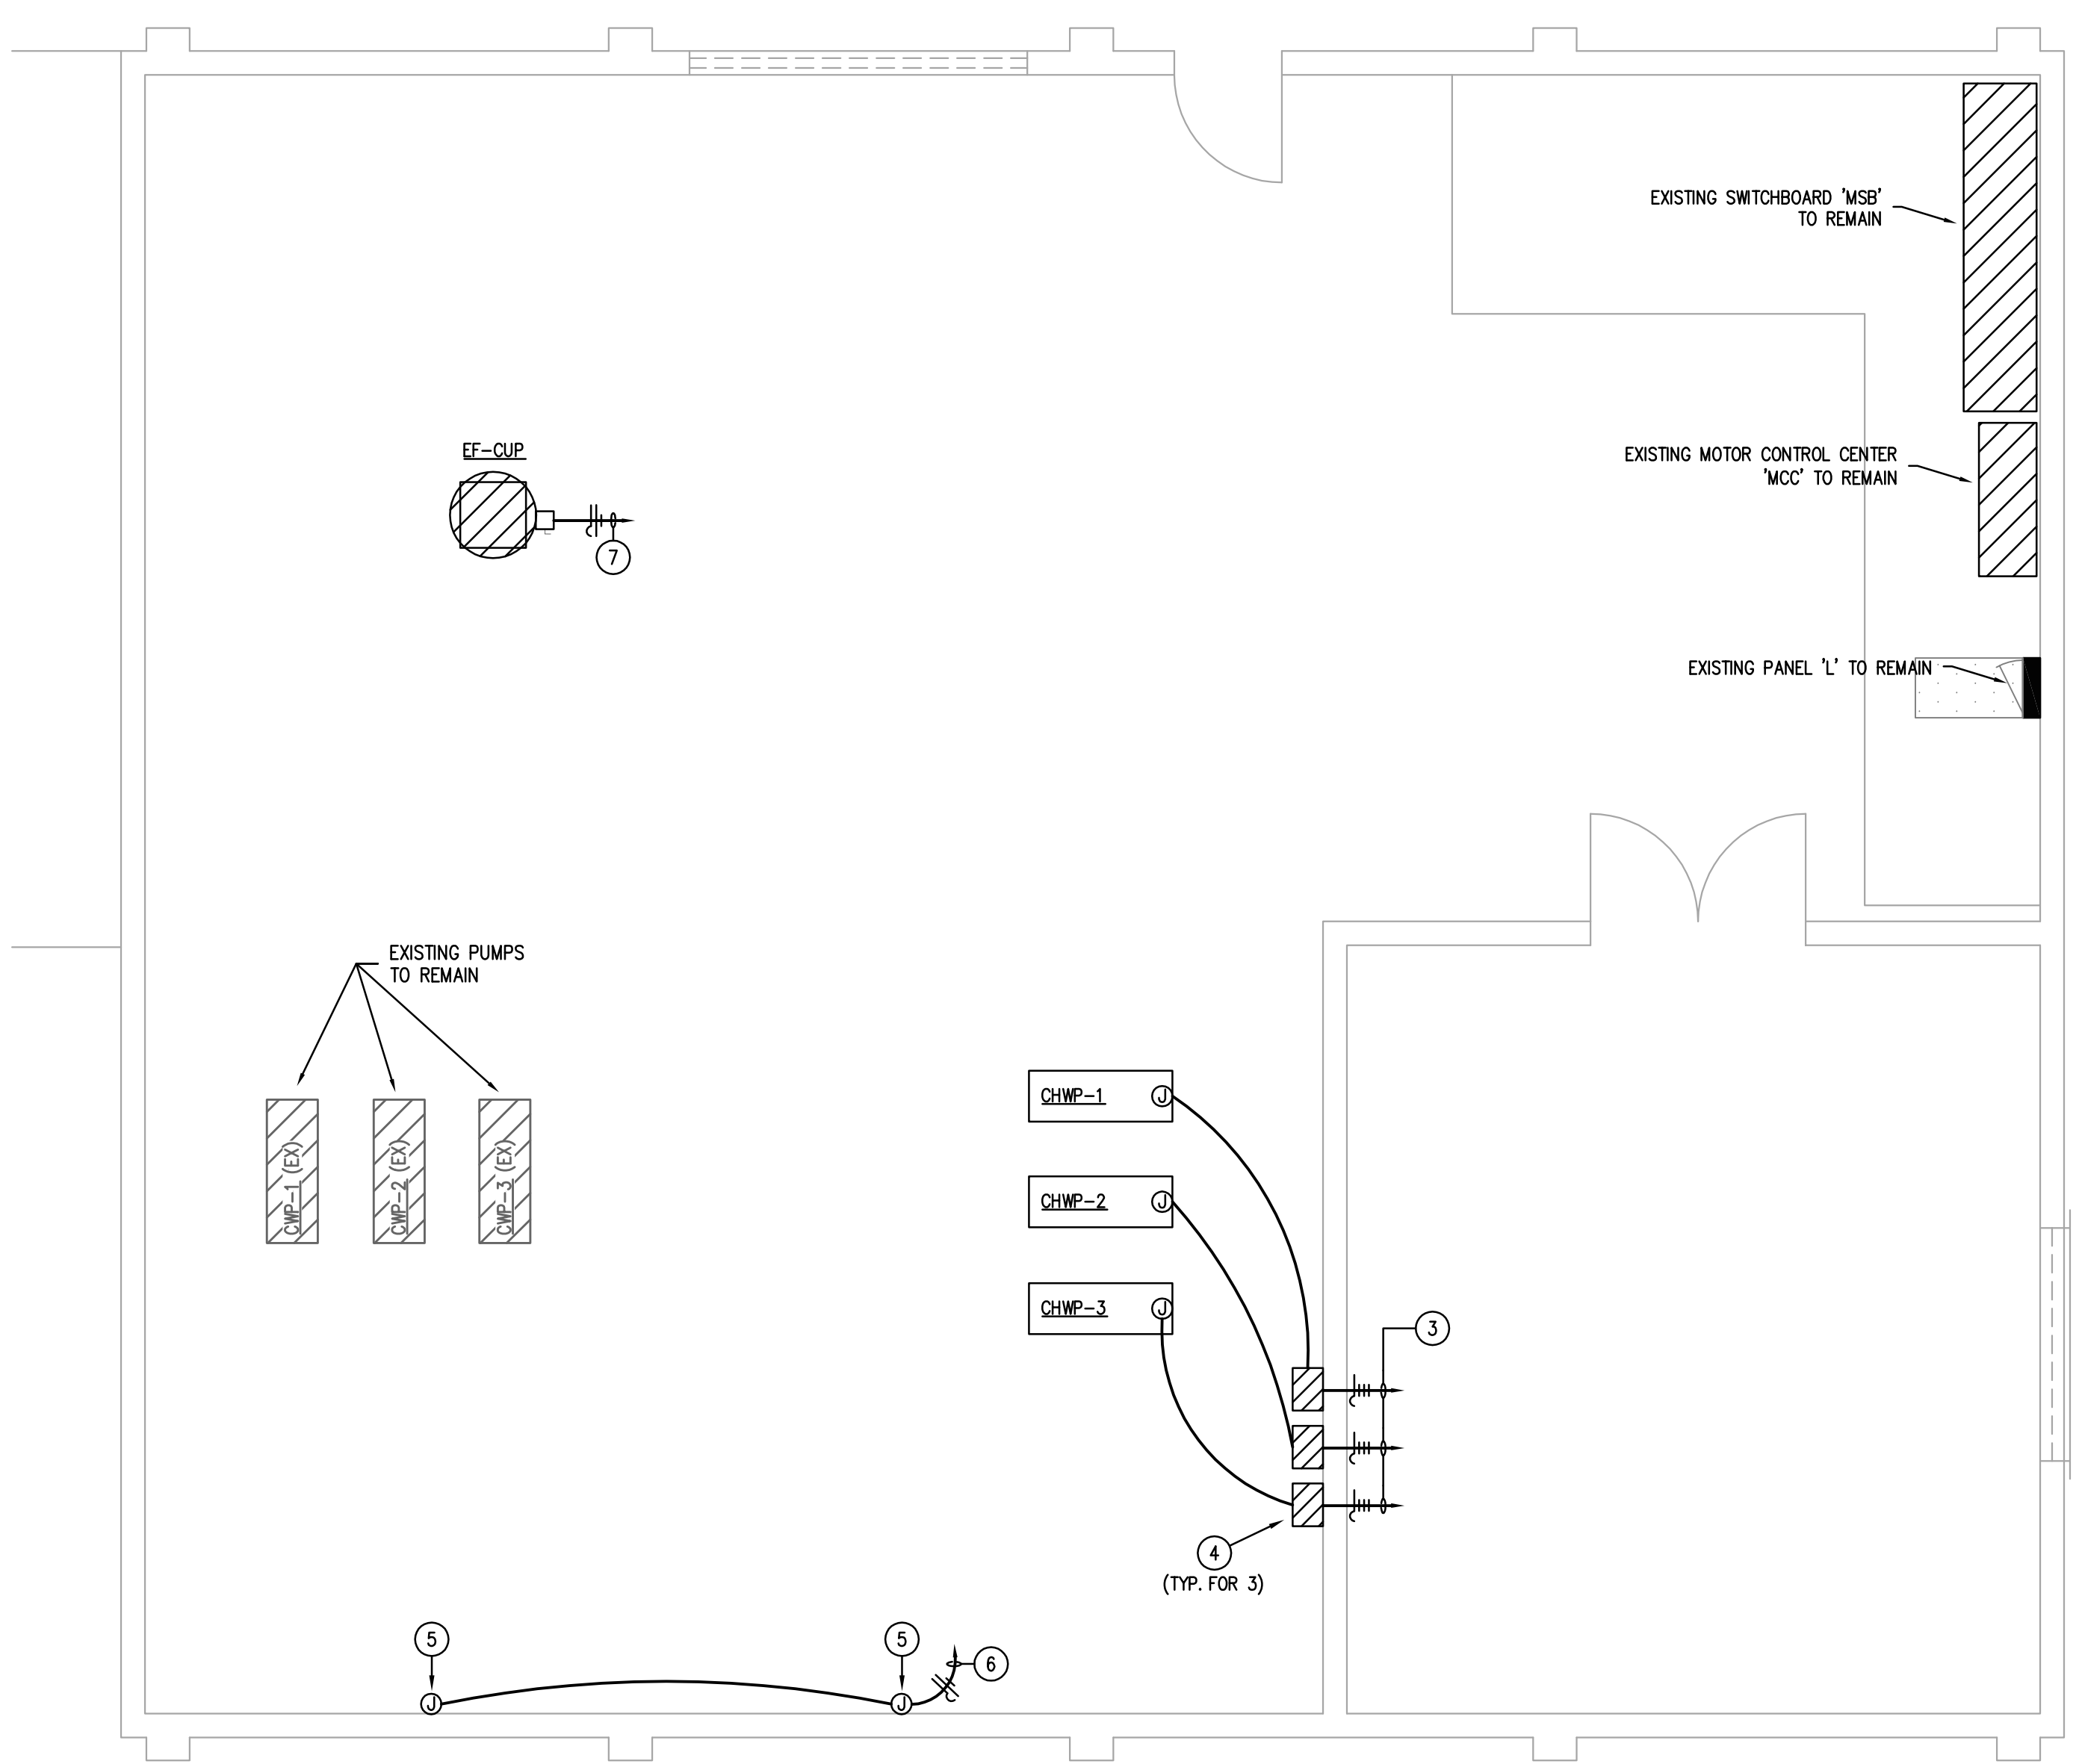 EXISTING SWITCHBOARD 'MSB'
TO REMAIN
EF-CUP
7
EXISTING MOTOR CONTROL CENTER
'MCC' TO REMAIN
EXISTING PANEL 'L' TO REMAIN
EXISTING PUMPS
TO REMAIN
CWP-1 (EX)
CWP-2 (EX)
CWP-3 (EX)
CHWP-1
J
CHWP-2
J
CHWP-3
J
3
4
(TYP. FOR 3)
5
5
6
J
J